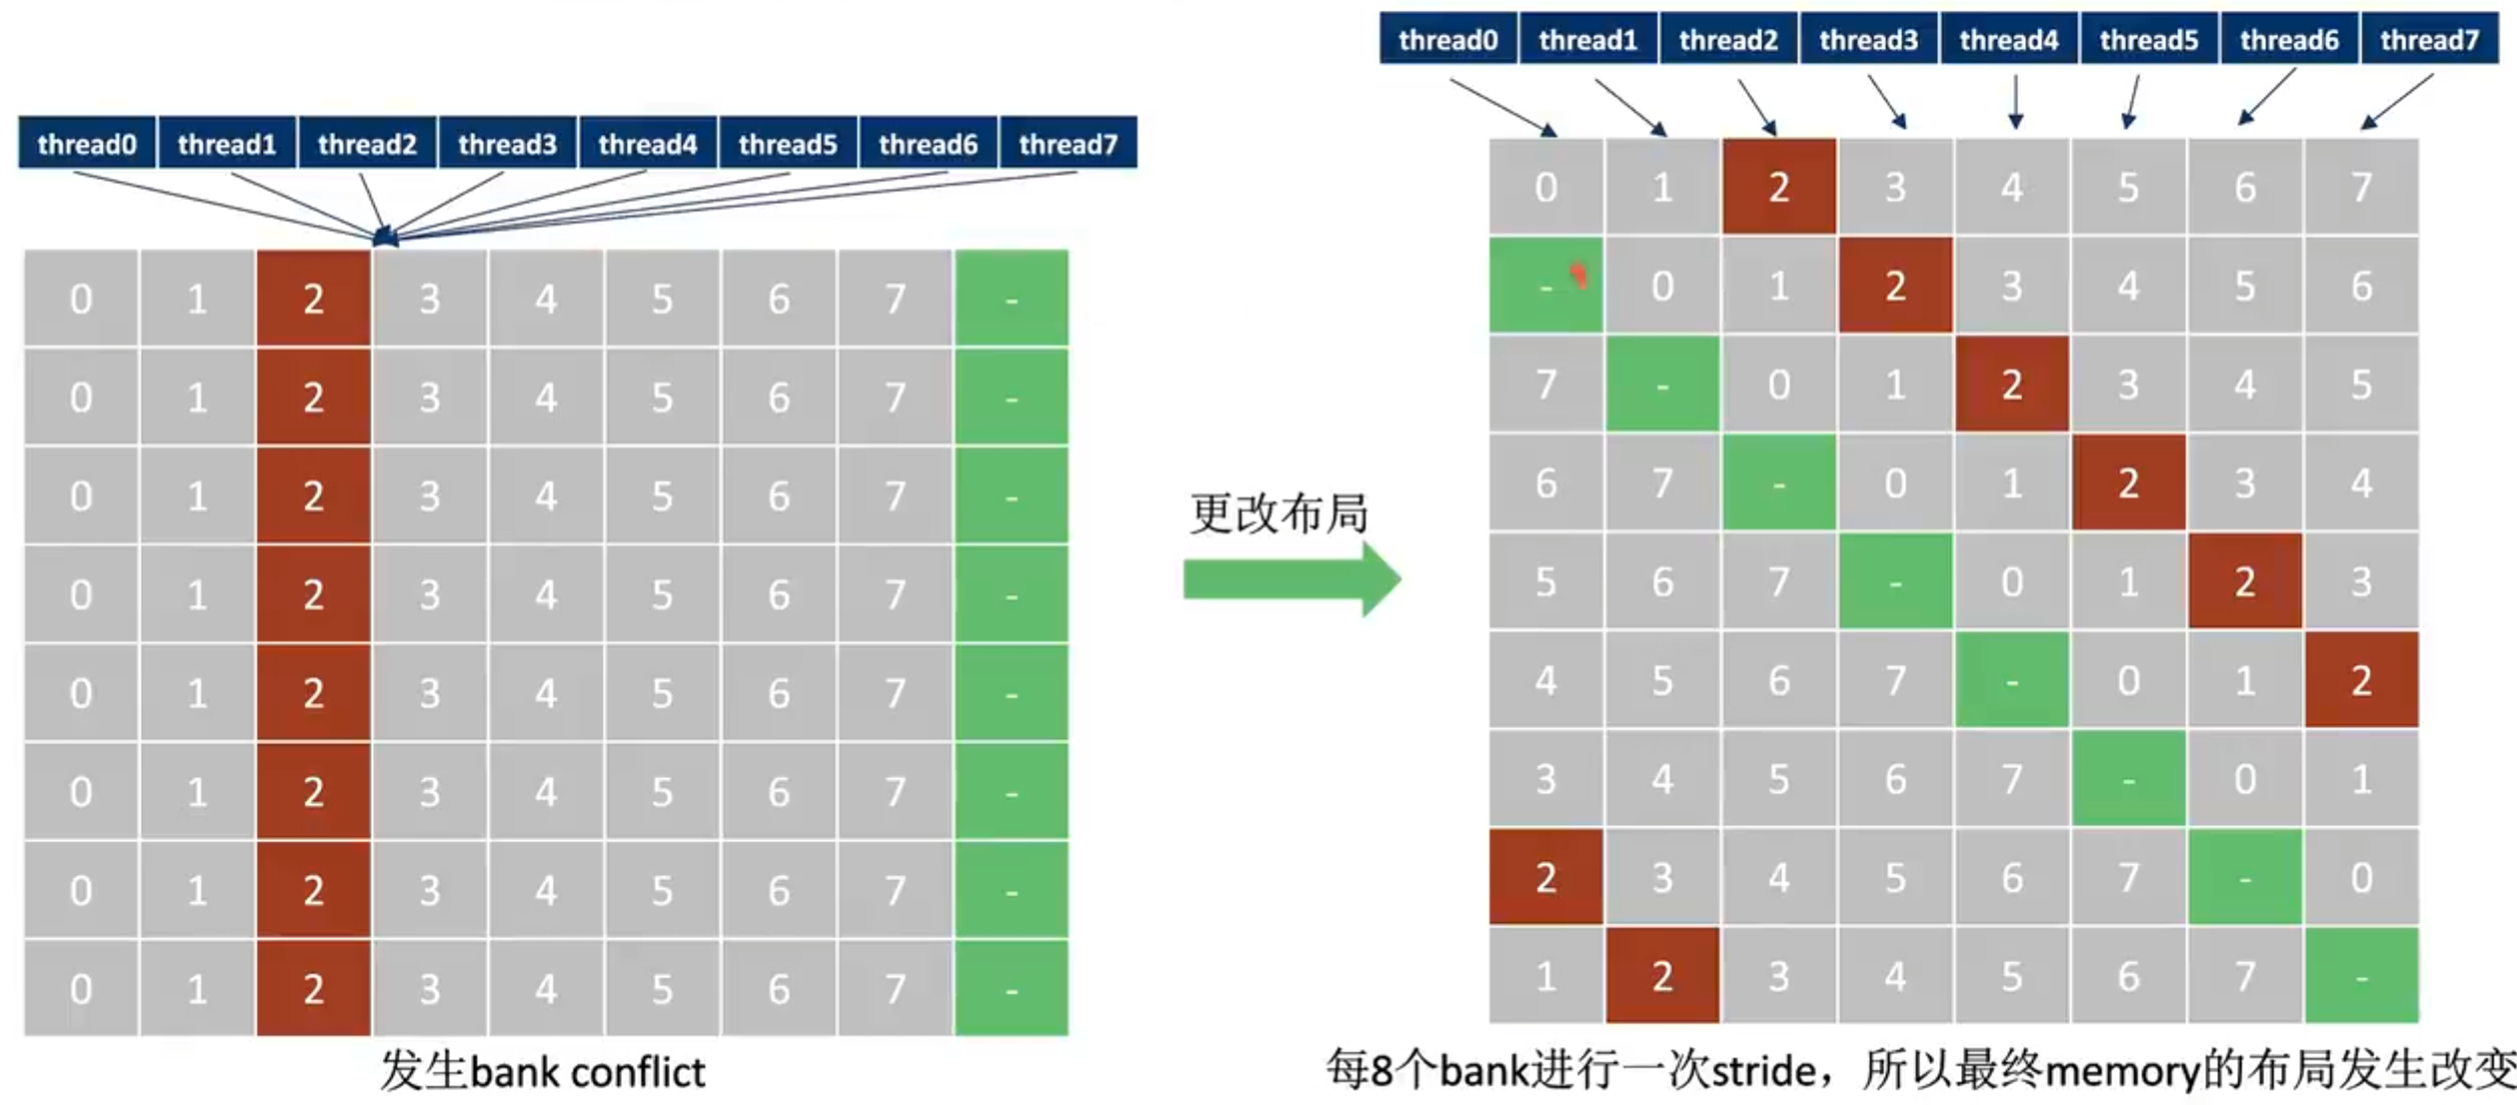 thread0 thread1 thread2 thread3 thread4 thread5 thread6 thread7
0 1 2 3 4 5 6 7 -
0 1 2 3 4 5 6 7 -
0 1 2 3 4 5 6 7 -
0 1 2 3 4 5 6 7 -
0 1 2 3 4 5 6 7 -
0 1 2 3 4 5 6 7 -
0 1 2 3 4 5 6 7 -
0 1 2 3 4 5 6 7 -
发生bank conflict
更改布局
thread0 thread1 thread2 thread3 thread4 thread5 thread6 thread7
0 1 2 3 4 5 6 7
- 0 1 2 3 4 5 6
7 - 0 1 2 3 4 5
6 7 - 0 1 2 3 4
5 6 7 - 0 1 2 3
4 5 6 7 - 0 1 2
3 4 5 6 7 - 0 1
2 3 4 5 6 7 - 0
1 2 3 4 5 6 7 -
每8个bank进行一次stride，所以最终memory的布局发生改变